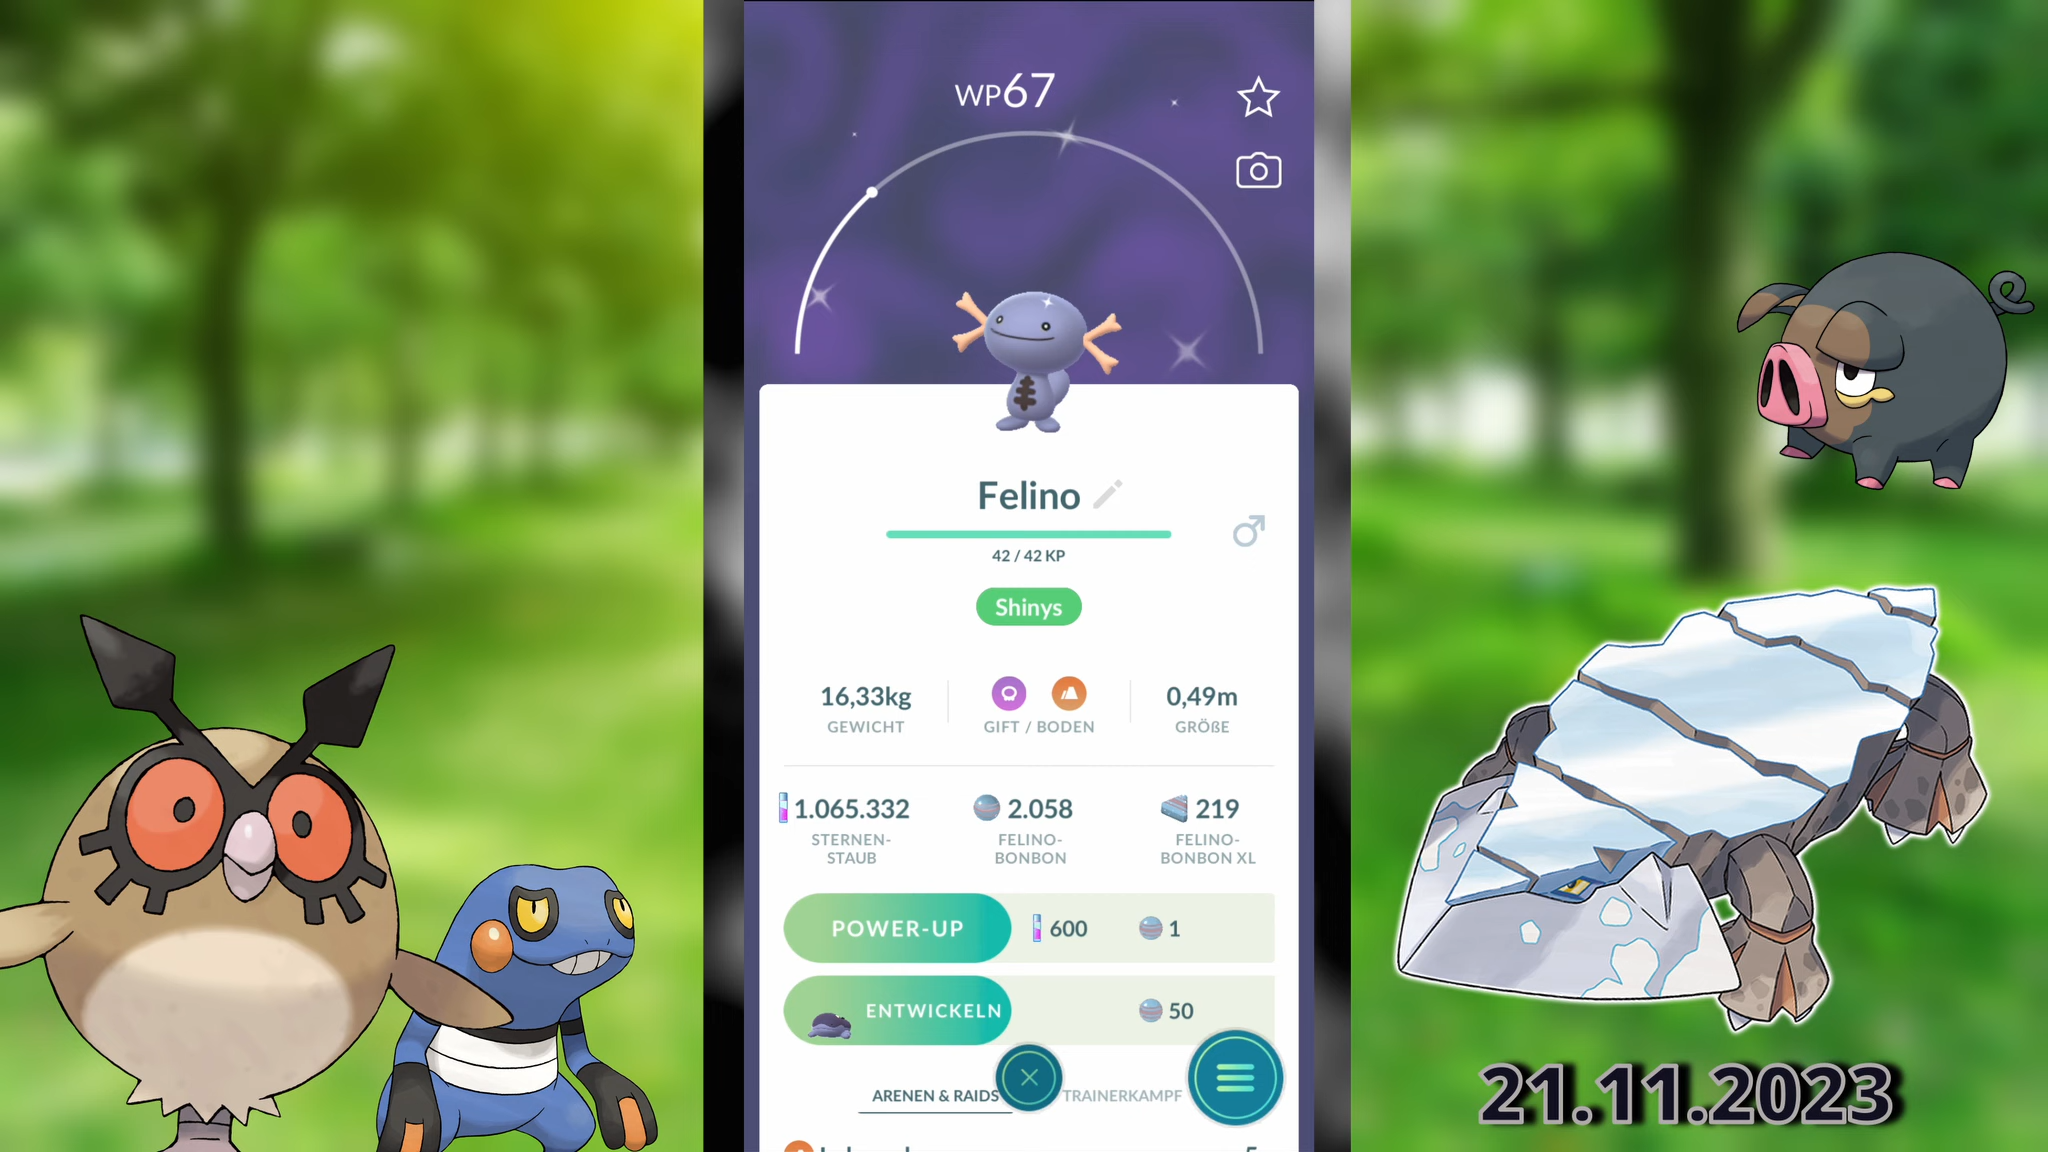 WP67
Felino
42 / 42 KP
Shinys
16,33kg
GEWICHT
GIFT / BODEN
0,49m
GRÖẞE
1.065.332
STERNEN-
STAUB
2.058
FELINO-
BONBON
219
FELINO-
BONBON XL
POWER-UP
600
1
ENTWICKELN
50
ARENEN & RAIDS
TRAINERKAMPF
21.11.2023